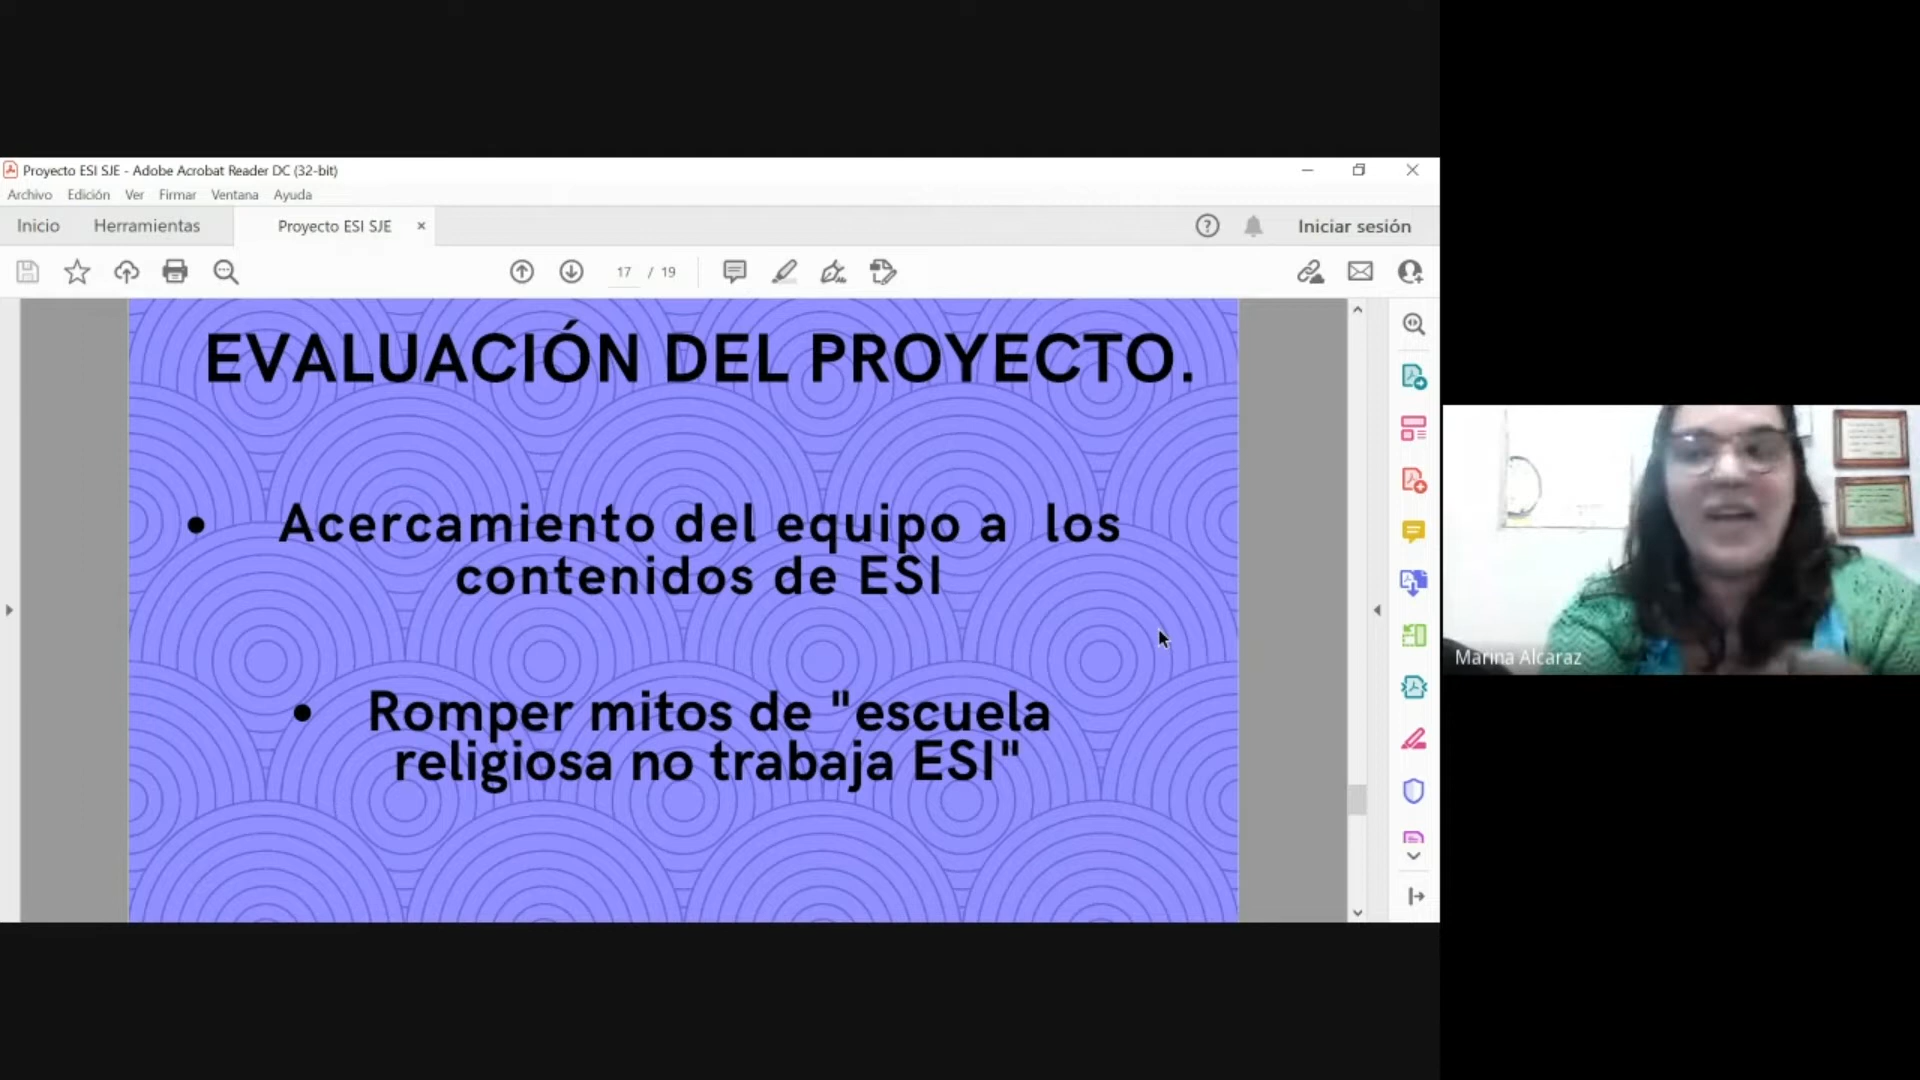 Proyecto ESI SJE - Adobe Acrobat Reader DC (32-bit)
Archivo Edición Ver Firmar Ventana Ayuda
Inicio Herramientas Proyecto ESI SJE × Iniciar sesión
17 / 19
EVALUACIÓN DEL PROYECTO.
• Acercamiento del equipo a los
contenidos de ESI
• Romper mitos de "escuela
religiosa no trabaja ESI"
Marina Alcaraz